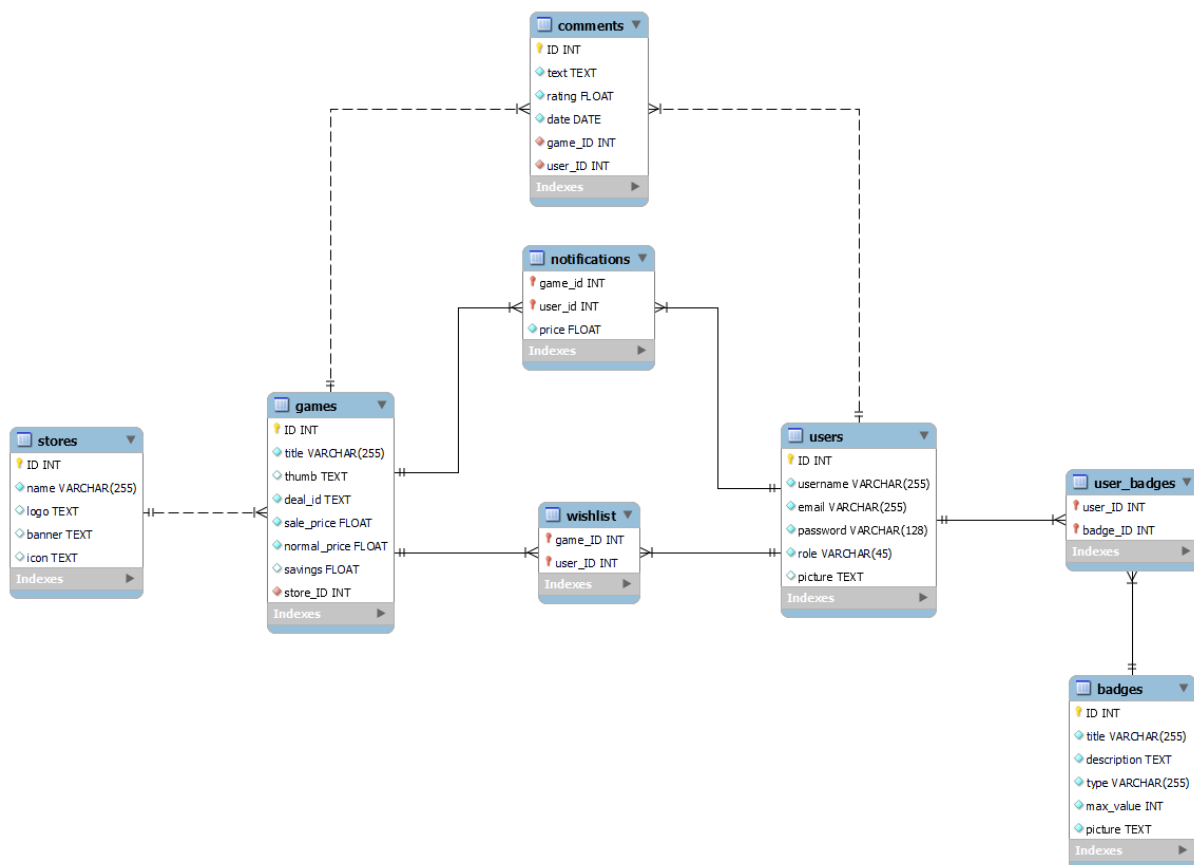 comments
ID INT
text TEXT
rating FLOAT
date DATE
game_ID INT
user_ID INT
Indexes
notifications
game_id INT
user_id INT
price FLOAT
Indexes
games
ID INT
title VARCHAR(255)
thumb TEXT
deal_id TEXT
sale_price FLOAT
normal_price FLOAT
savings FLOAT
store_ID INT
Indexes
stores
ID INT
name VARCHAR(255)
logo TEXT
banner TEXT
icon TEXT
Indexes
wishlist
game_ID INT
user_ID INT
Indexes
users
ID INT
username VARCHAR(255)
email VARCHAR(255)
password VARCHAR(128)
role VARCHAR(45)
picture TEXT
Indexes
user_badges
user_ID INT
badge_ID INT
Indexes
badges
ID INT
title VARCHAR(255)
description TEXT
type VARCHAR(255)
max_value INT
picture TEXT
Indexes